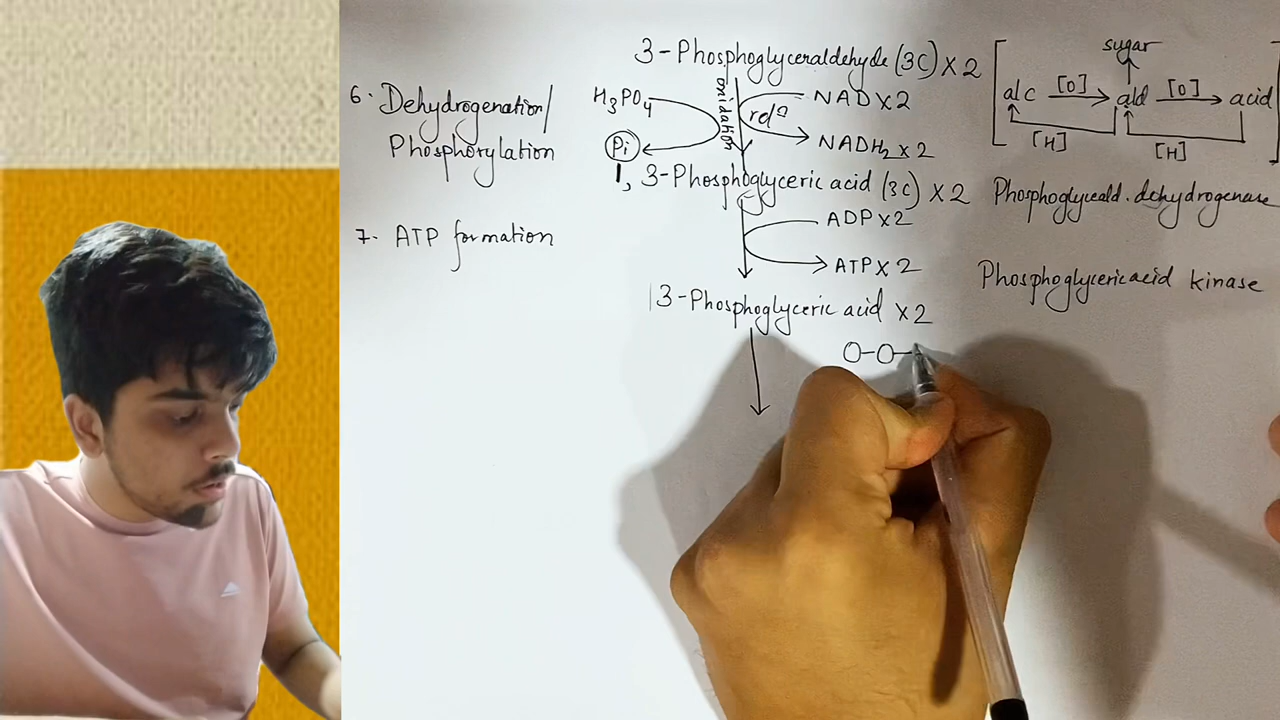 3-Phosphoglyceraldehyde (3C) X 2
6. Dehydrogenation/
Phosphorylation
H3PO4
Pi
oxidation
redⁿ
NAD X 2
NADH2 X 2
sugar
alc [O] ald [O] acid
[H] [H]
1, 3-Phosphoglyceric acid (3C) X 2
Phosphoglyceald. dehydrogenase
7. ATP formation
ADP X 2
ATP X 2
Phosphoglyceric acid kinase
3-Phosphoglyceric acid X 2
O-O-